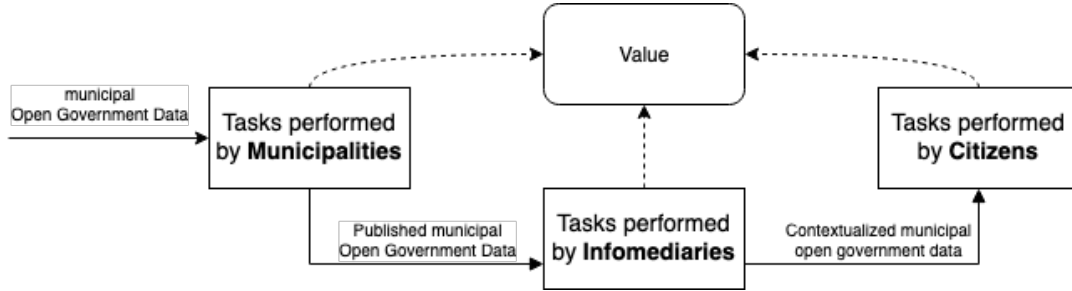 Value
municipal
Open Government Data
Tasks performed
by Municipalities
Tasks performed
by Citizens
Published municipal
Open Government Data
Tasks performed
by Infomediaries
Contextualized municipal
open government data